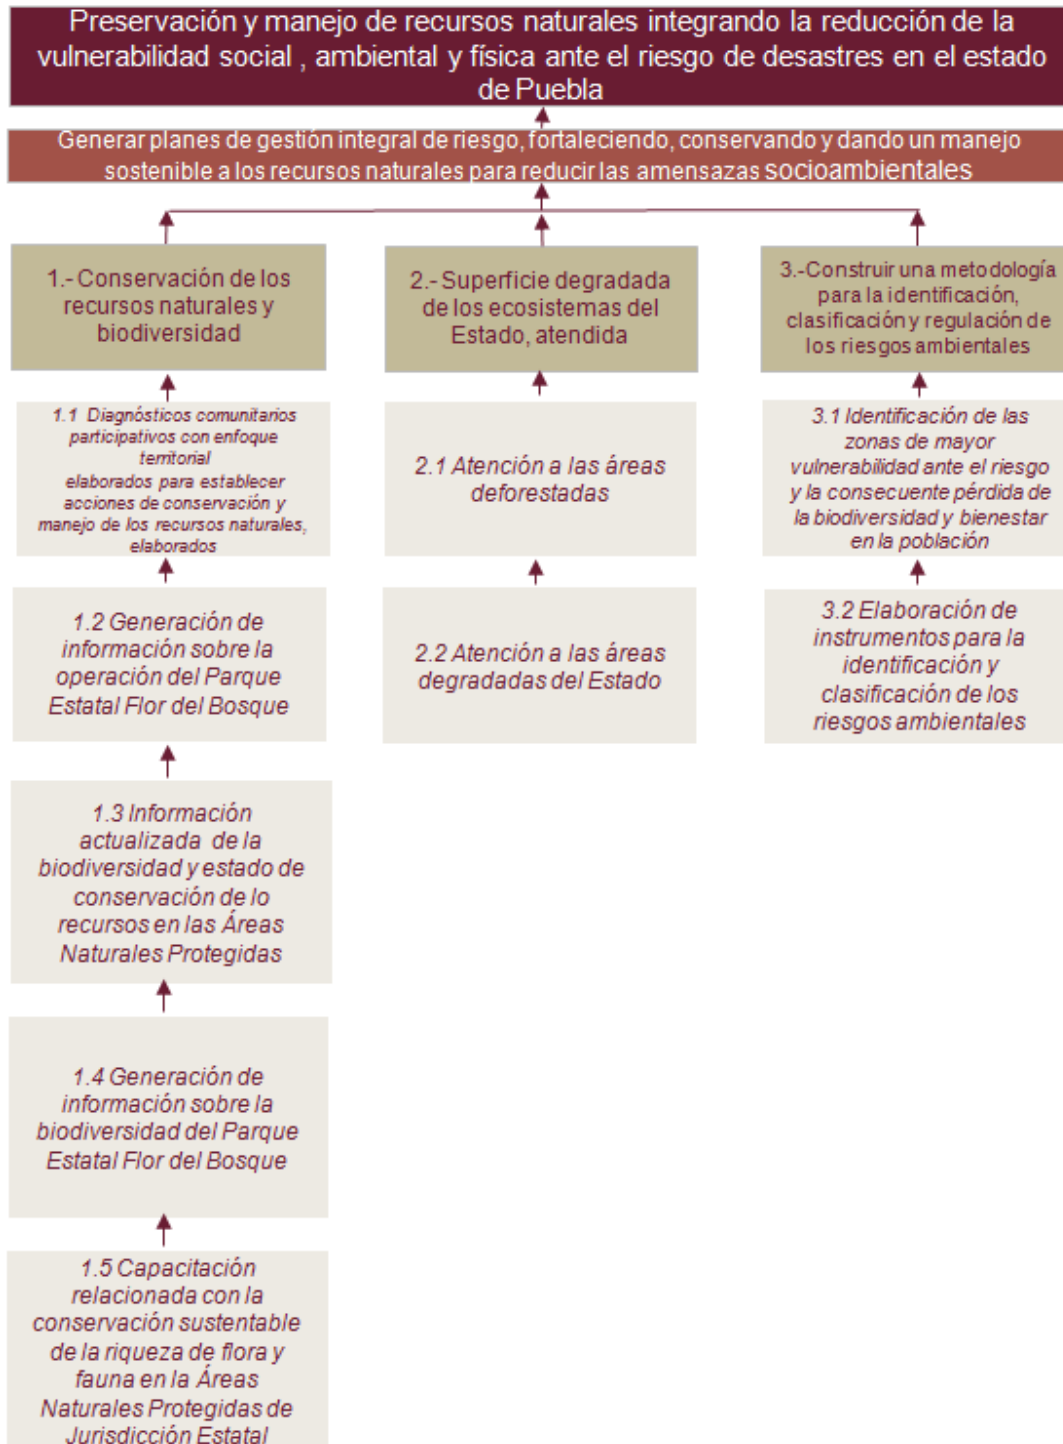 Preservación y manejo de recursos naturales integrando la reducción de la
vulnerabilidad social , ambiental y física ante el riesgo de desastres en el estado
de Puebla
Generar planes de gestión integral de riesgo, fortaleciendo, conservando y dando un manejo
sostenible a los recursos naturales para reducir las amensazas socioambientales
1.- Conservación de los
recursos naturales y
biodiversidad
1.1 Diagnósticos comunitarios
participativos con enfoque
territorial
elaborados para establecer
acciones de conservación y
manejo de los recursos naturales,
elaborados
1.2 Generación de
información sobre la
operación del Parque
Estatal Flor del Bosque
1.3 Información
actualizada de la
biodiversidad y estado de
conservación de lo
recursos en las Áreas
Naturales Protegidas
1.4 Generación de
información sobre la
biodiversidad del Parque
Estatal Flor del Bosque
1.5 Capacitación
relacionada con la
conservación sustentable
de la riqueza de flora y
fauna en la Áreas
Naturales Protegidas de
Jurisdicción Estatal
2.- Superficie degradada
de los ecosistemas del
Estado, atendida
2.1 Atención a las áreas
deforestadas
2.2 Atención a las áreas
degradadas del Estado
3.-Construir una metodología
para la identificación,
clasificación y regulación de
los riesgos ambientales
3.1 Identificación de las
zonas de mayor
vulnerabilidad ante el riesgo
y la consecuente pérdida de
la biodiversidad y bienestar
en la población
3.2 Elaboración de
instrumentos para la
identificación y
clasificación de los
riesgos ambientales